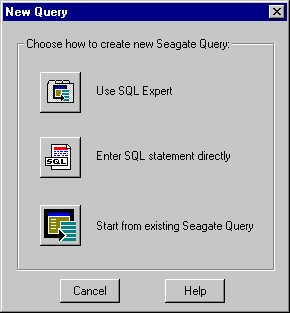 New Query
Choose how to create new Seagate Query:
Use SQL Expert
SQL
Enter SQL statement directly
Start from existing Seagate Query
Cancel
Help